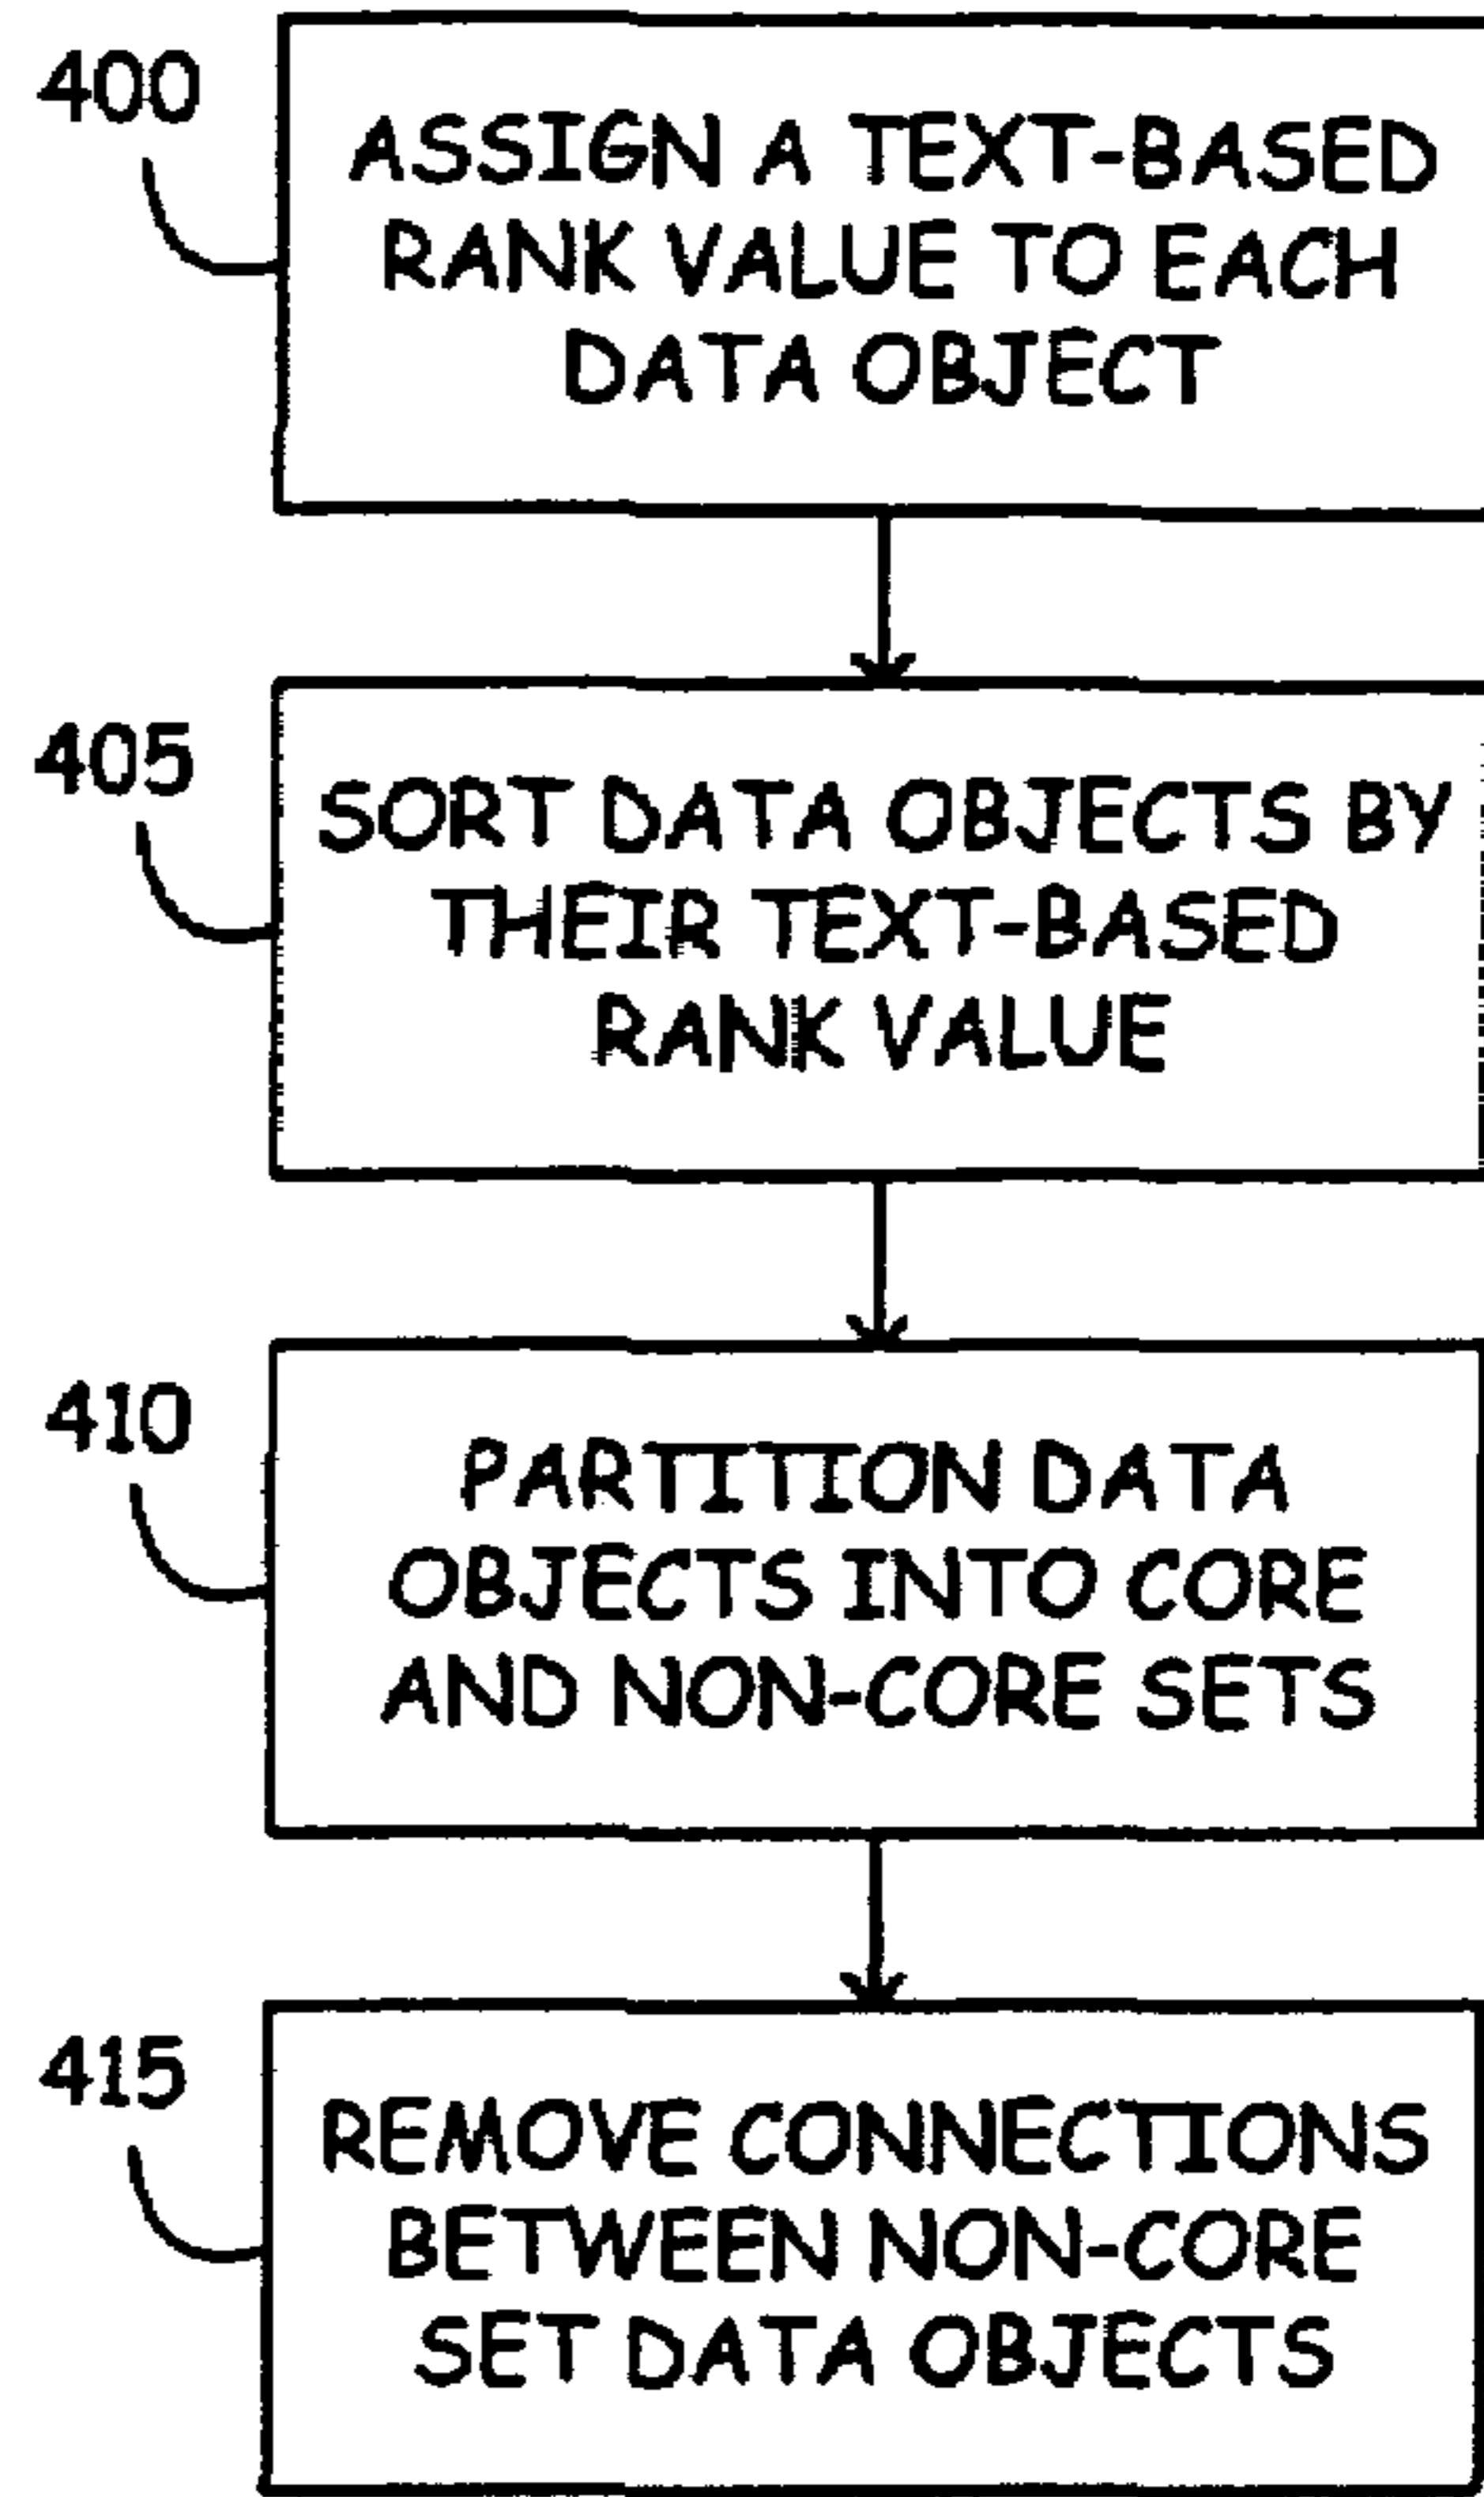 400
ASSIGN A TEXT-BASED
RANK VALUE TO EACH
DATA OBJECT
405
SORT DATA OBJECTS BY
THEIR TEXT-BASED
RANK VALUE
410
PARTITION DATA
OBJECTS INTO CORE
AND NON-CORE SETS
415
REMOVE CONNECTIONS
BETWEEN NON-CORE
SET DATA OBJECTS